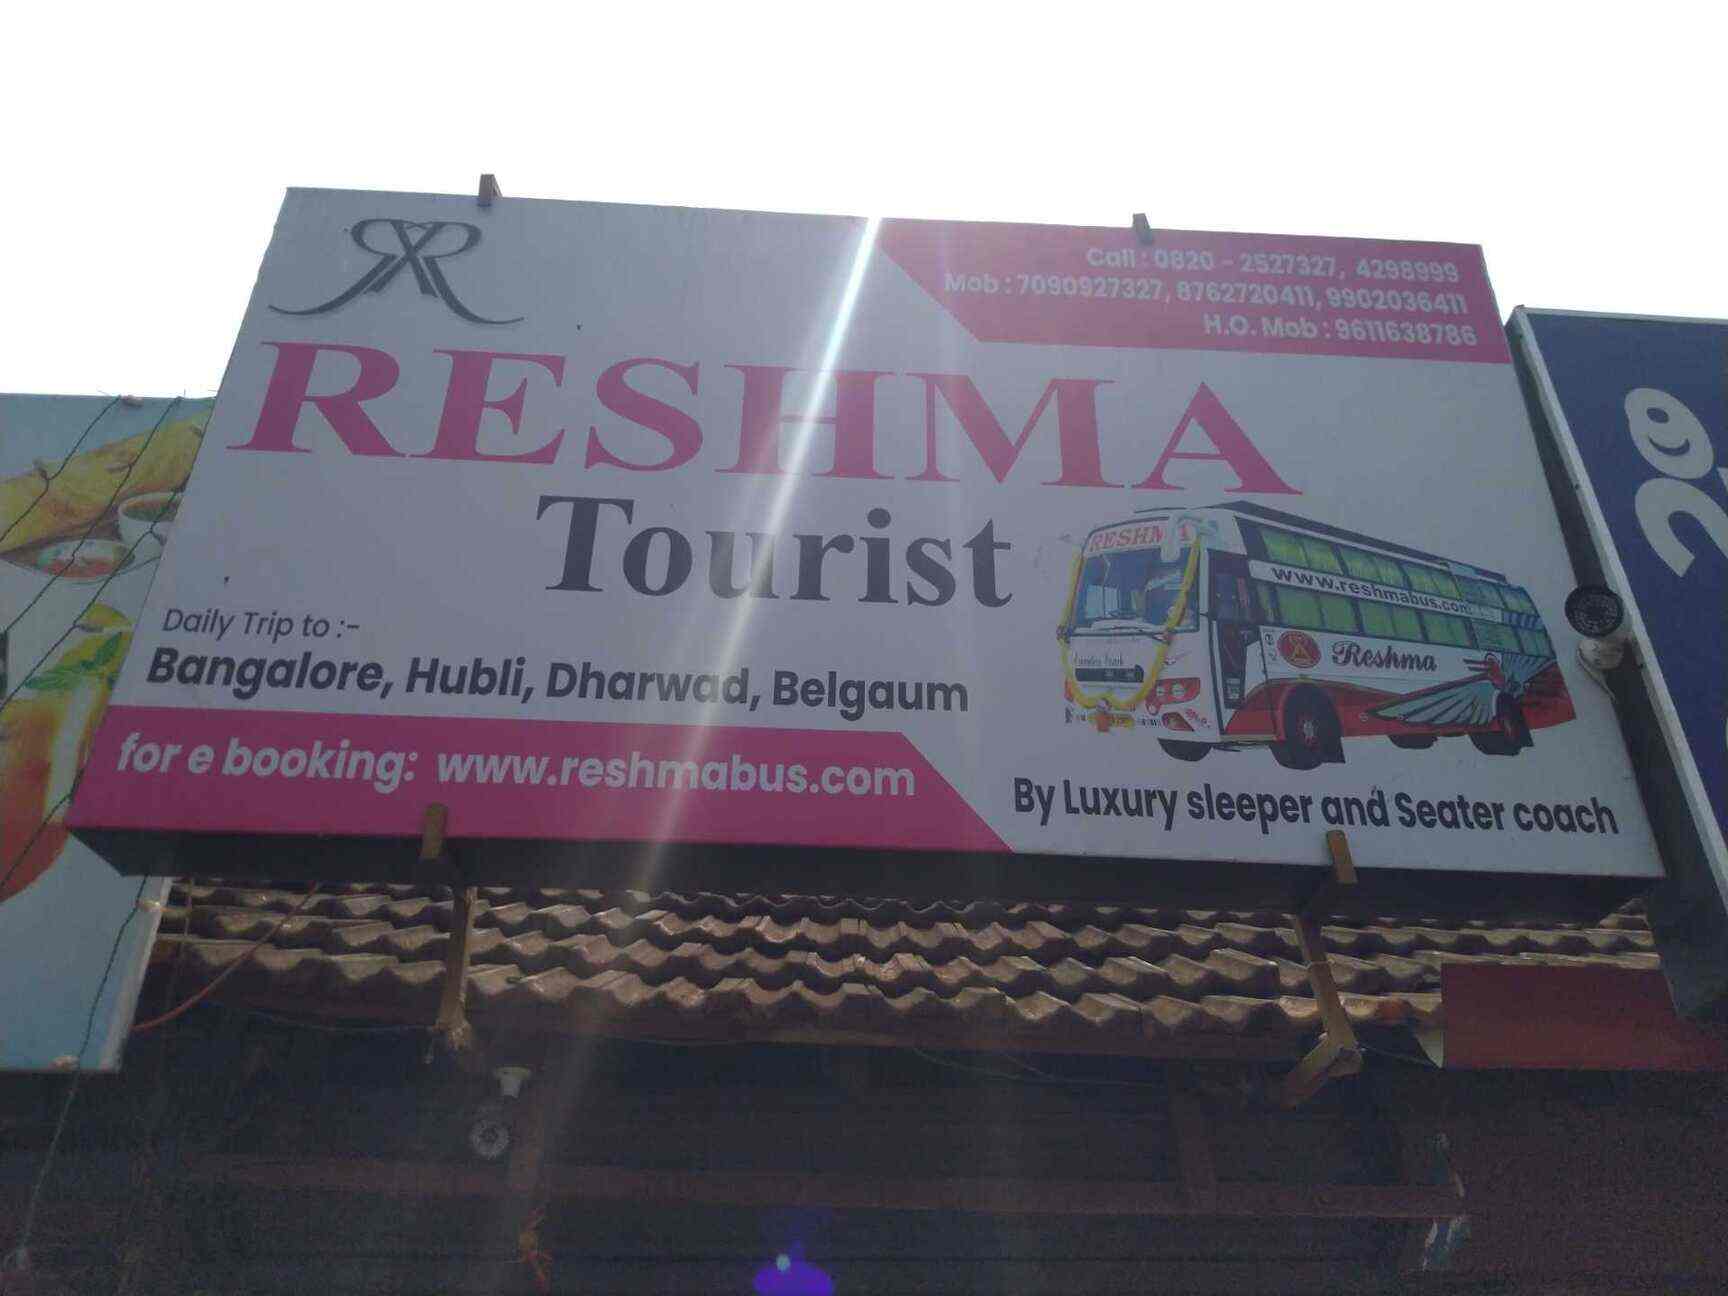 Call : 0820 - 2527327, 4298999
Mob : 7090927327, 8762720411, 9902036411
H.O. Mob : 9611638786
RESHMA
Tourist
RESHMA
www.reshmabus.com
Reshma
Daily Trip to :-
Bangalore, Hubli, Dharwad, Belgaum
for e booking: www.reshmabus.com
By Luxury sleeper and Seater coach